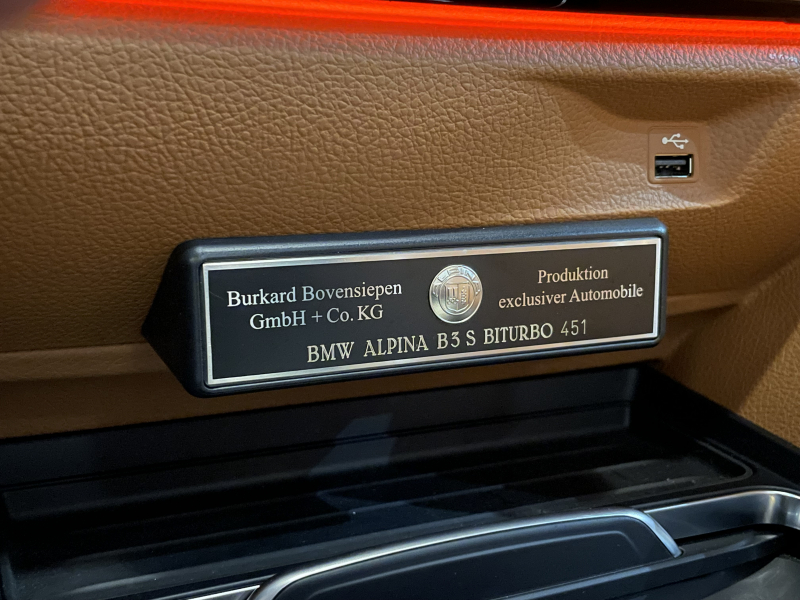 Burkard Bovensiepen
GmbH + Co. KG
Produktion
exclusiver Automobile
BMW ALPINA B3 S BITURBO 451